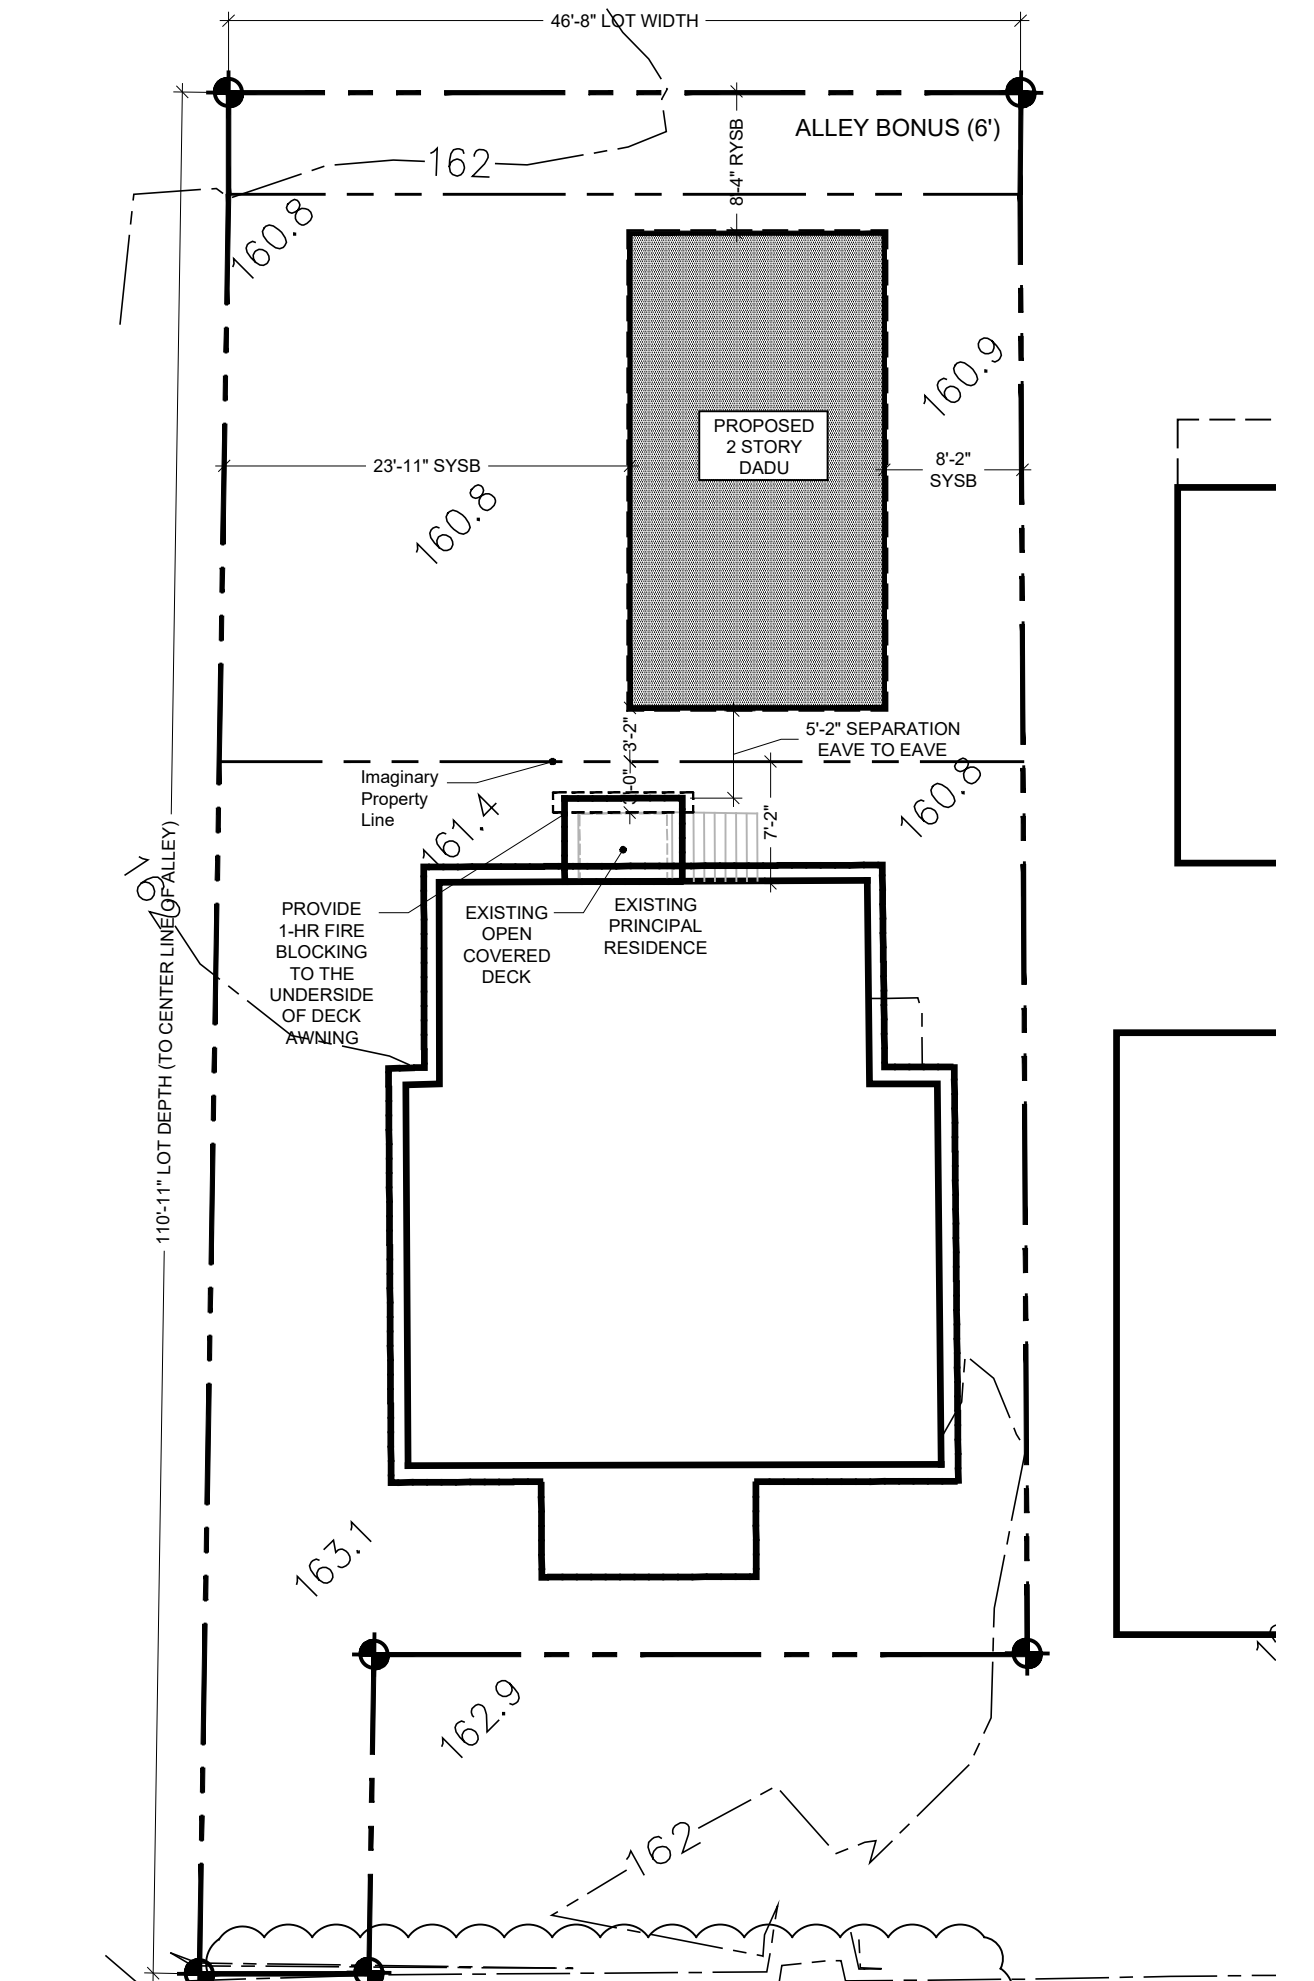 46'-8" LOT WIDTH
ALLEY BONUS (6')
8'-4" RYSB
162
160.8
160.9
PROPOSED
2 STORY
DADU
23'-11" SYSB
8'-2"
SYSB
160.8
3'-2"
5'-2" SEPARATION
EAVE TO EAVE
Imaginary
Property
Line
160.8
7'-2"
161.4
110'-11" LOT DEPTH (TO CENTER LINE OF ALLEY)
PROVIDE
1-HR FIRE
BLOCKING
TO THE
UNDERSIDE
OF DECK
AWNING
EXISTING
OPEN
COVERED
DECK
EXISTING
PRINCIPAL
RESIDENCE
163.1
162.9
162